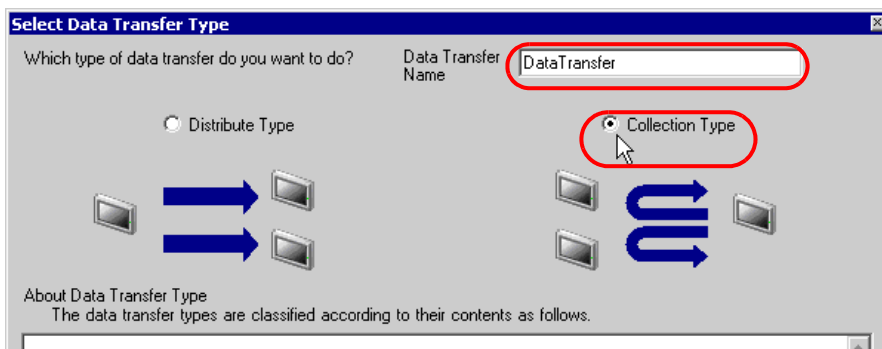 Select Data Transfer Type
Which type of data transfer do you want to do?
Data Transfer
Name
DataTransfer
Distribute Type
Collection Type
About Data Transfer Type
The data transfer types are classified according to their contents as follows.